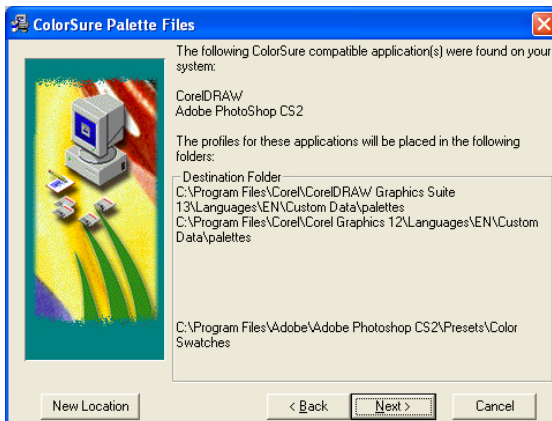 ColorSure Palette Files
The following ColorSure compatible application(s) were found on your
system:
CorelDRAW
Adobe PhotoShop CS2
The profiles for these applications will be placed in the following
folders:
Destination Folder
C:\Program Files\Corel\CorelDRAW Graphics Suite
13\Languages\EN\Custom Data\palettes
C:\Program Files\Corel\Corel Graphics 12\Languages\EN\Custom
Data\palettes
C:\Program Files\Adobe\Adobe Photoshop CS2\Presets\Color
Swatches
New Location
< Back
Next >
Cancel